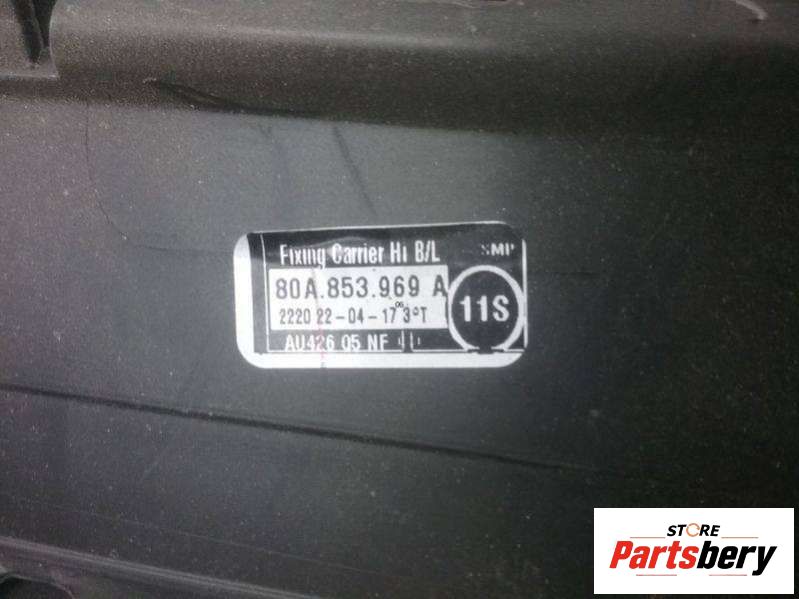 Fixing Carrier Hi B/L SMP
80A.853.969 A
06
2220 22-04-17 3°T
11S
AU426 05 NF
STORE
Partsbery